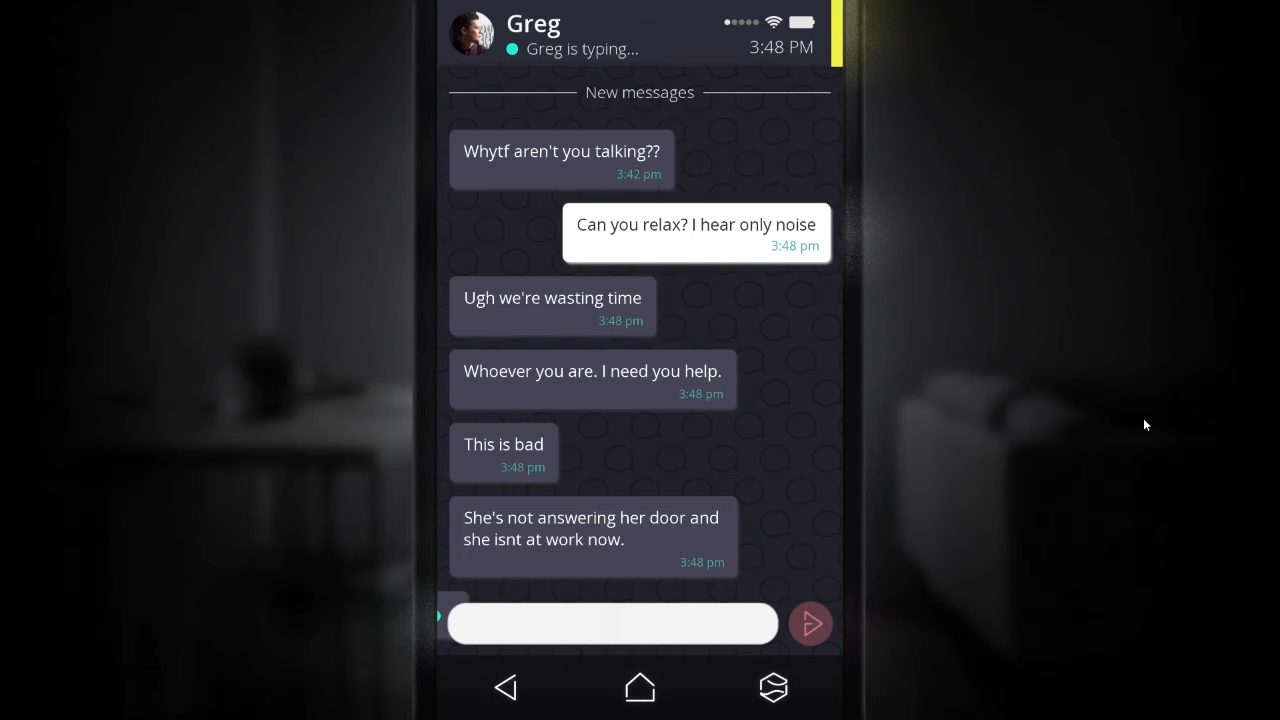 Greg
Greg is typing...
3:48 PM
New messages
Whytf aren't you talking??
3:42 pm
Can you relax? I hear only noise
3:48 pm
Ugh we're wasting time
3:48 pm
Whoever you are. I need you help.
3:48 pm
This is bad
3:48 pm
She's not answering her door and
she isnt at work now.
3:48 pm